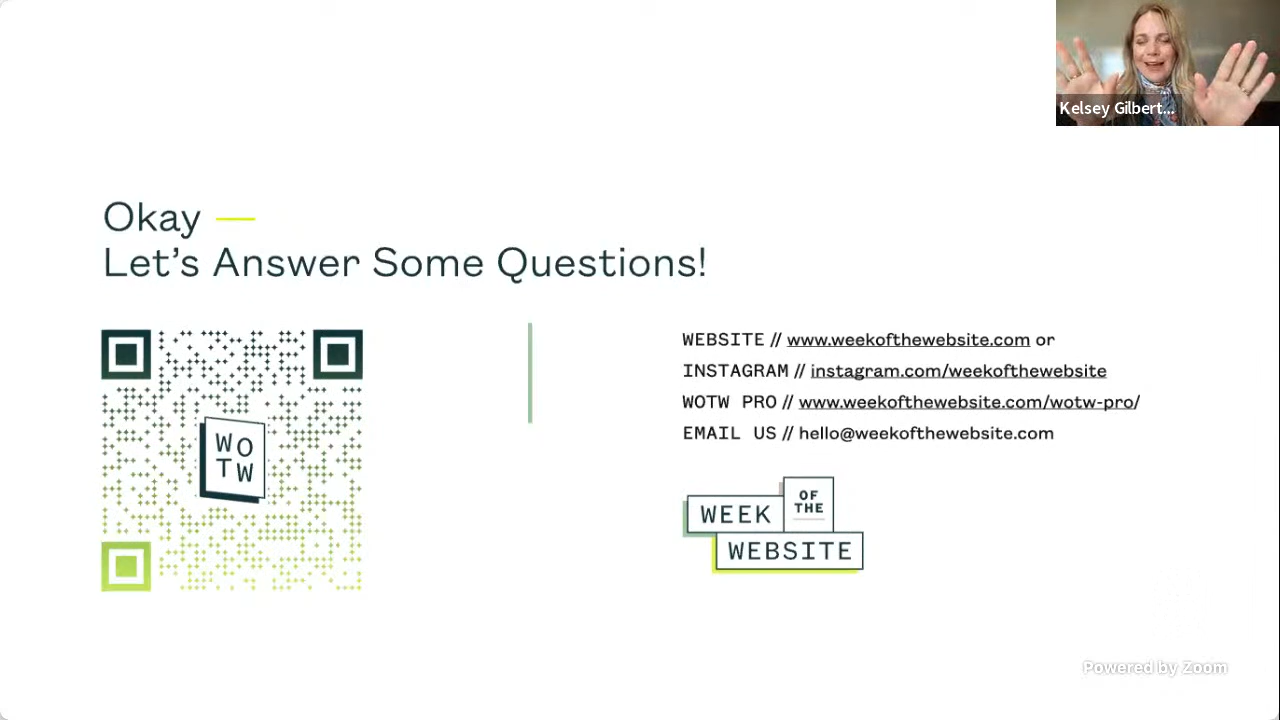 Kelsey Gilbert...
Okay —
Let's Answer Some Questions!
WO
TW
WEBSITE // www.weekofthewebsite.com or
INSTAGRAM // instagram.com/weekofthewebsite
WOTW PRO // www.weekofthewebsite.com/wotw-pro/
EMAIL US // hello@weekofthewebsite.com
WEEK OF THE
WEBSITE
Powered by Zoom